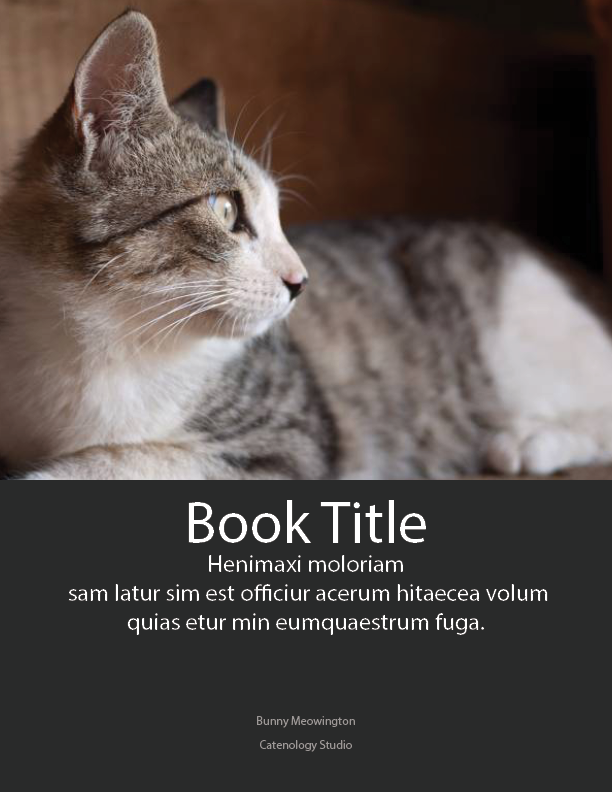 Book Title
Henimaxi moloriam
sam latur sim est officiur acerum hitaecea volum
quias etur min eumquaestrum fuga.
Bunny Meowington
Catenology Studio